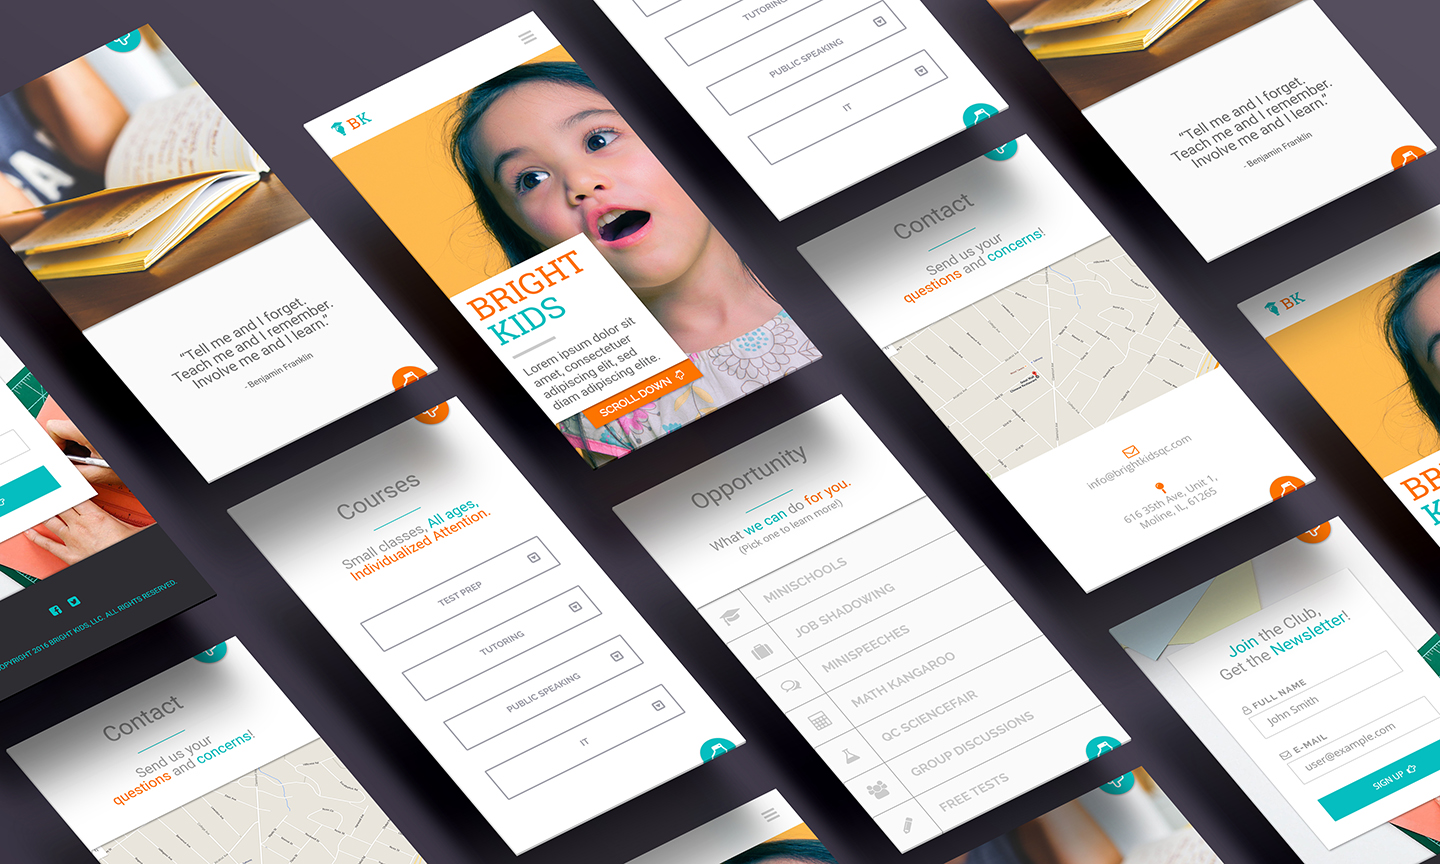 "Tell me and I forget.
Teach me and I remember.
Involve me and I learn."
- Benjamin Franklin
COPYRIGHT 2016 BRIGHT KIDS, LLC. ALL RIGHTS RESERVED.
Contact
Send us your
questions and concerns!
BK
BRIGHT
KIDS
Lorem ipsum dolor sit
amet, consectetuer
adipiscing elit, sed
diam adipiscing elite.
SCROLL DOWN
Courses
Small classes, All ages,
Individualized Attention.
TEST PREP
TUTORING
PUBLIC SPEAKING
IT
TUTORING
PUBLIC SPEAKING
IT
Opportunity
What we can do for you.
(Pick one to learn more!)
MINISCHOOLS
JOB SHADOWING
MINISPEECHES
MATH KANGAROO
QC SCIENCEFAIR
GROUP DISCUSSIONS
FREE TESTS
Contact
Send us your
questions and concerns!
info@brightkidsqc.com
616 35th Ave, Unit 1,
Moline, IL, 61265
"Tell me and I forget.
Teach me and I remember.
Involve me and I learn."
- Benjamin Franklin
BK
Join the Club,
Get the Newsletter!
FULL NAME
John Smith
E-MAIL
user@example.com
SIGN UP